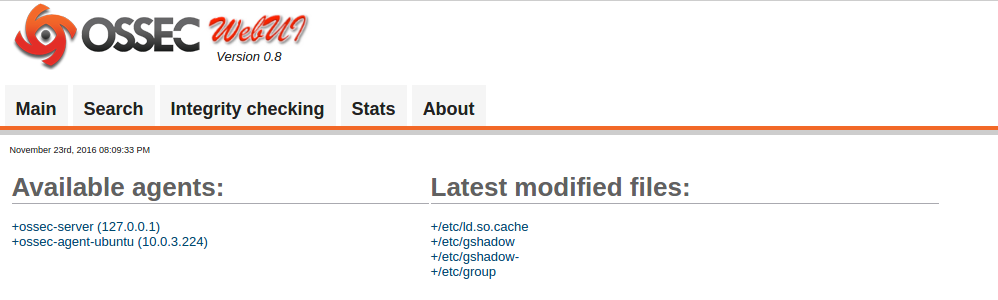 OSSEC WebUI
Version 0.8
Main Search Integrity checking Stats About
November 23rd, 2016 08:09:33 PM
Available agents:
+ossec-server (127.0.0.1)
+ossec-agent-ubuntu (10.0.3.224)
Latest modified files:
+/etc/ld.so.cache
+/etc/gshadow
+/etc/gshadow-
+/etc/group